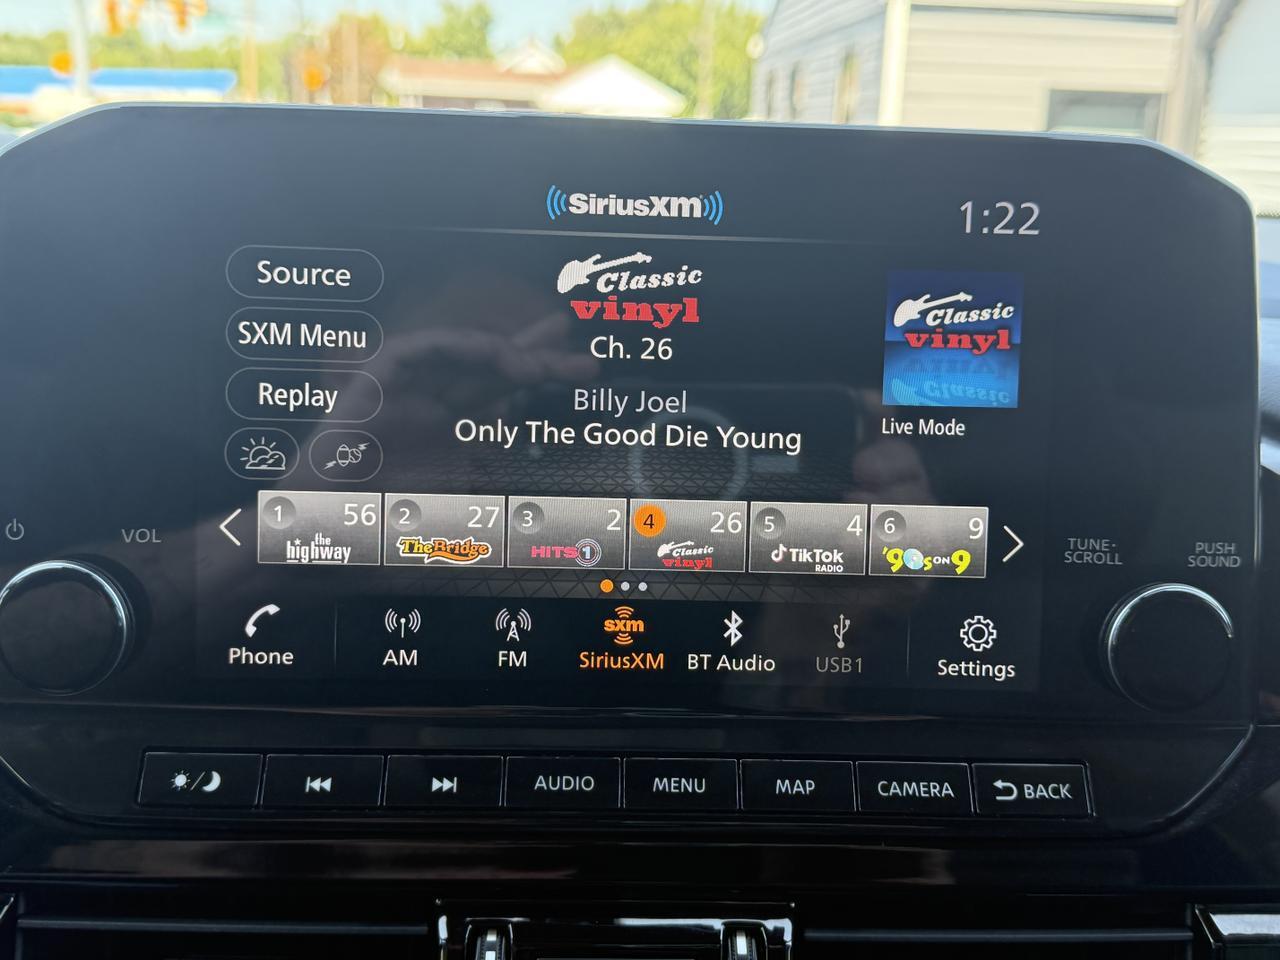 SiriusXM
1:22
Source
SXM Menu
Replay
Classic
vinyl
Ch. 26
Billy Joel
Only The Good Die Young
Classic
vinyl
Live Mode
1 56
the
highway
2 27
The Bridge
3 2
HITS 1
4 26
Classic
vinyl
5 4
TikTok
RADIO
6 9
'90s ON 9
VOL
TUNE·
SCROLL
PUSH
SOUND
Phone
AM
FM
sxm
SiriusXM
BT Audio
USB1
Settings
AUDIO
MENU
MAP
CAMERA
BACK